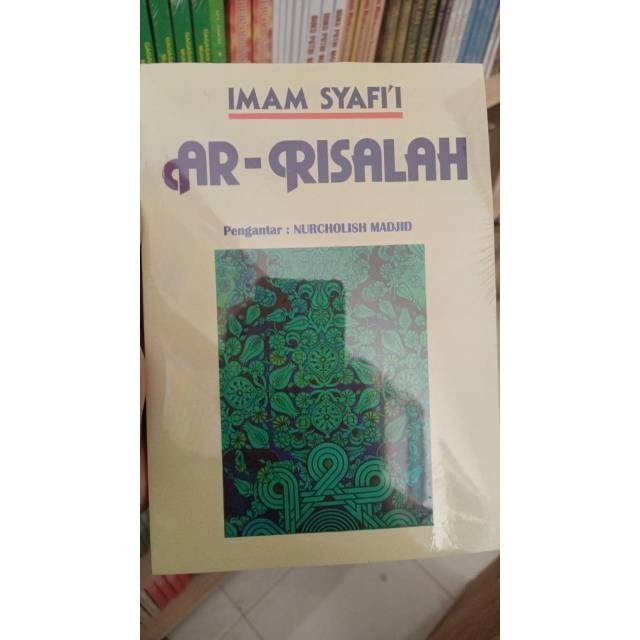 IMAM SYAFI'I
AR-RISALAH
Pengantar : NURCHOLISH MADJID